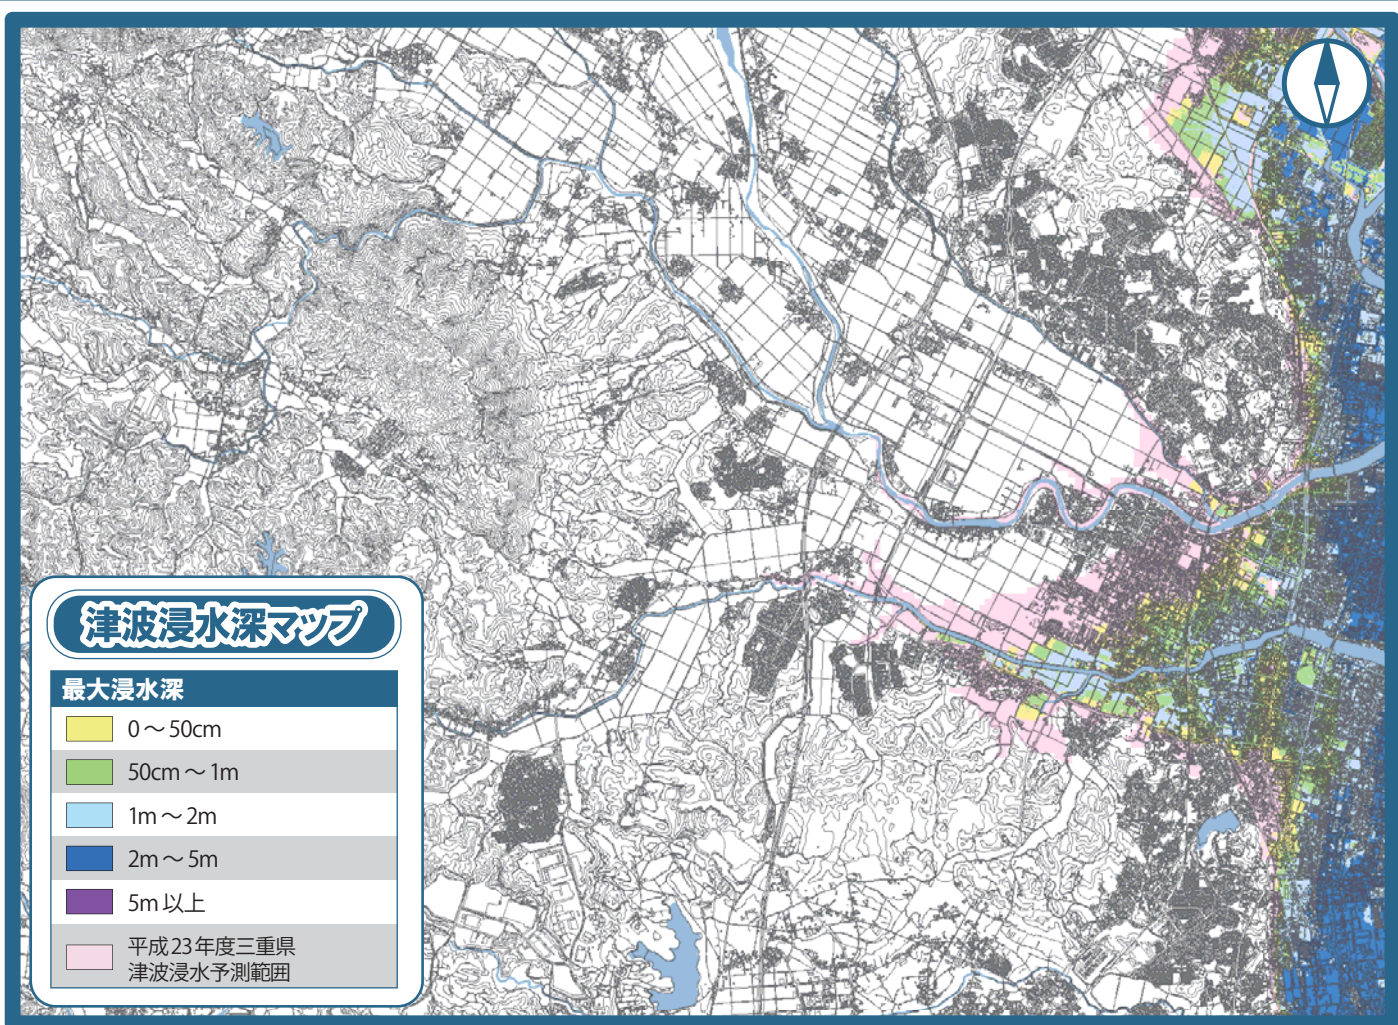 津波浸水深マップ
最大浸水深
0～50cm
50cm～1m
1m～2m
2m～5m
5m以上
平成23年度三重県
津波浸水予測範囲